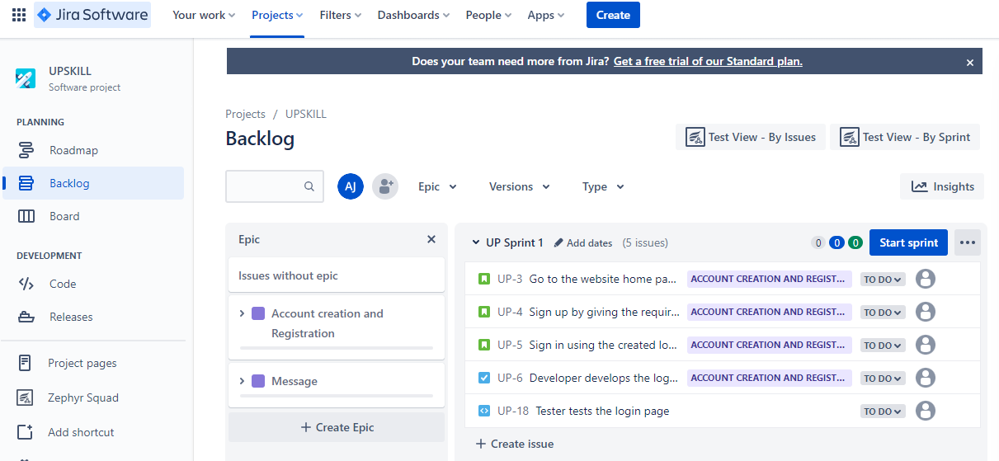 Jira Software Your work Projects Filters Dashboards People Apps Create
Does your team need more from Jira? Get a free trial of our Standard plan.
UPSKILL
Software project
PLANNING
Roadmap
Backlog
Board
DEVELOPMENT
Code
Releases
Project pages
Zephyr Squad
Add shortcut
Projects / UPSKILL
Backlog
Test View - By Issues Test View - By Sprint
AJ Epic Versions Type Insights
Epic
Issues without epic
Account creation and
Registration
Message
+ Create Epic
UP Sprint 1 Add dates (5 issues) 0 0 0 Start sprint
UP-3 Go to the website home pa... ACCOUNT CREATION AND REGIST... TO DO
UP-4 Sign up by giving the requir... ACCOUNT CREATION AND REGIST... TO DO
UP-5 Sign in using the created lo... ACCOUNT CREATION AND REGIST... TO DO
UP-6 Developer develops the log... ACCOUNT CREATION AND REGIST... TO DO
UP-18 Tester tests the login page TO DO
+ Create issue